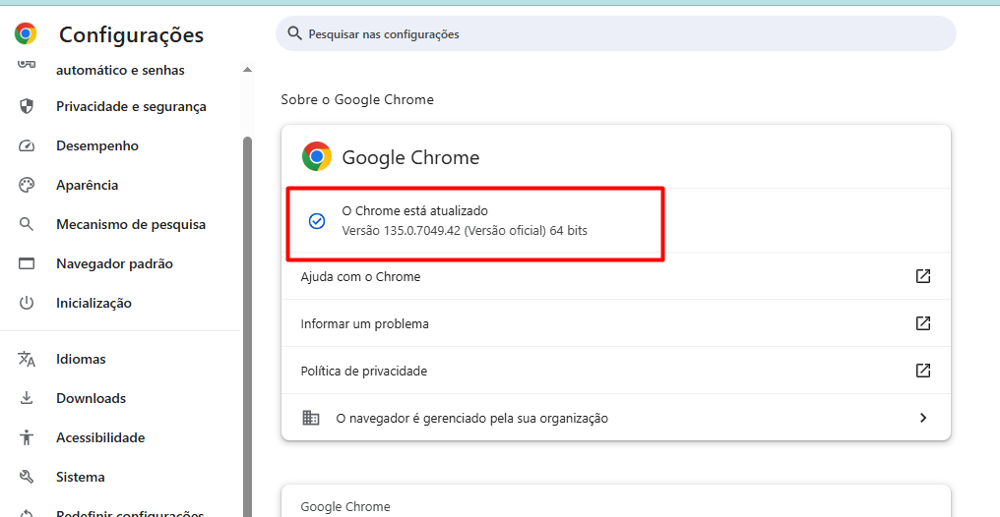 Configurações
Pesquisar nas configurações
automático e senhas
Privacidade e segurança
Desempenho
Aparência
Mecanismo de pesquisa
Navegador padrão
Inicialização
Idiomas
Downloads
Acessibilidade
Sistema
Redefinir configurações
Sobre o Google Chrome
Google Chrome
O Chrome está atualizado
Versão 135.0.7049.42 (Versão oficial) 64 bits
Ajuda com o Chrome
Informar um problema
Política de privacidade
O navegador é gerenciado pela sua organização
Google Chrome